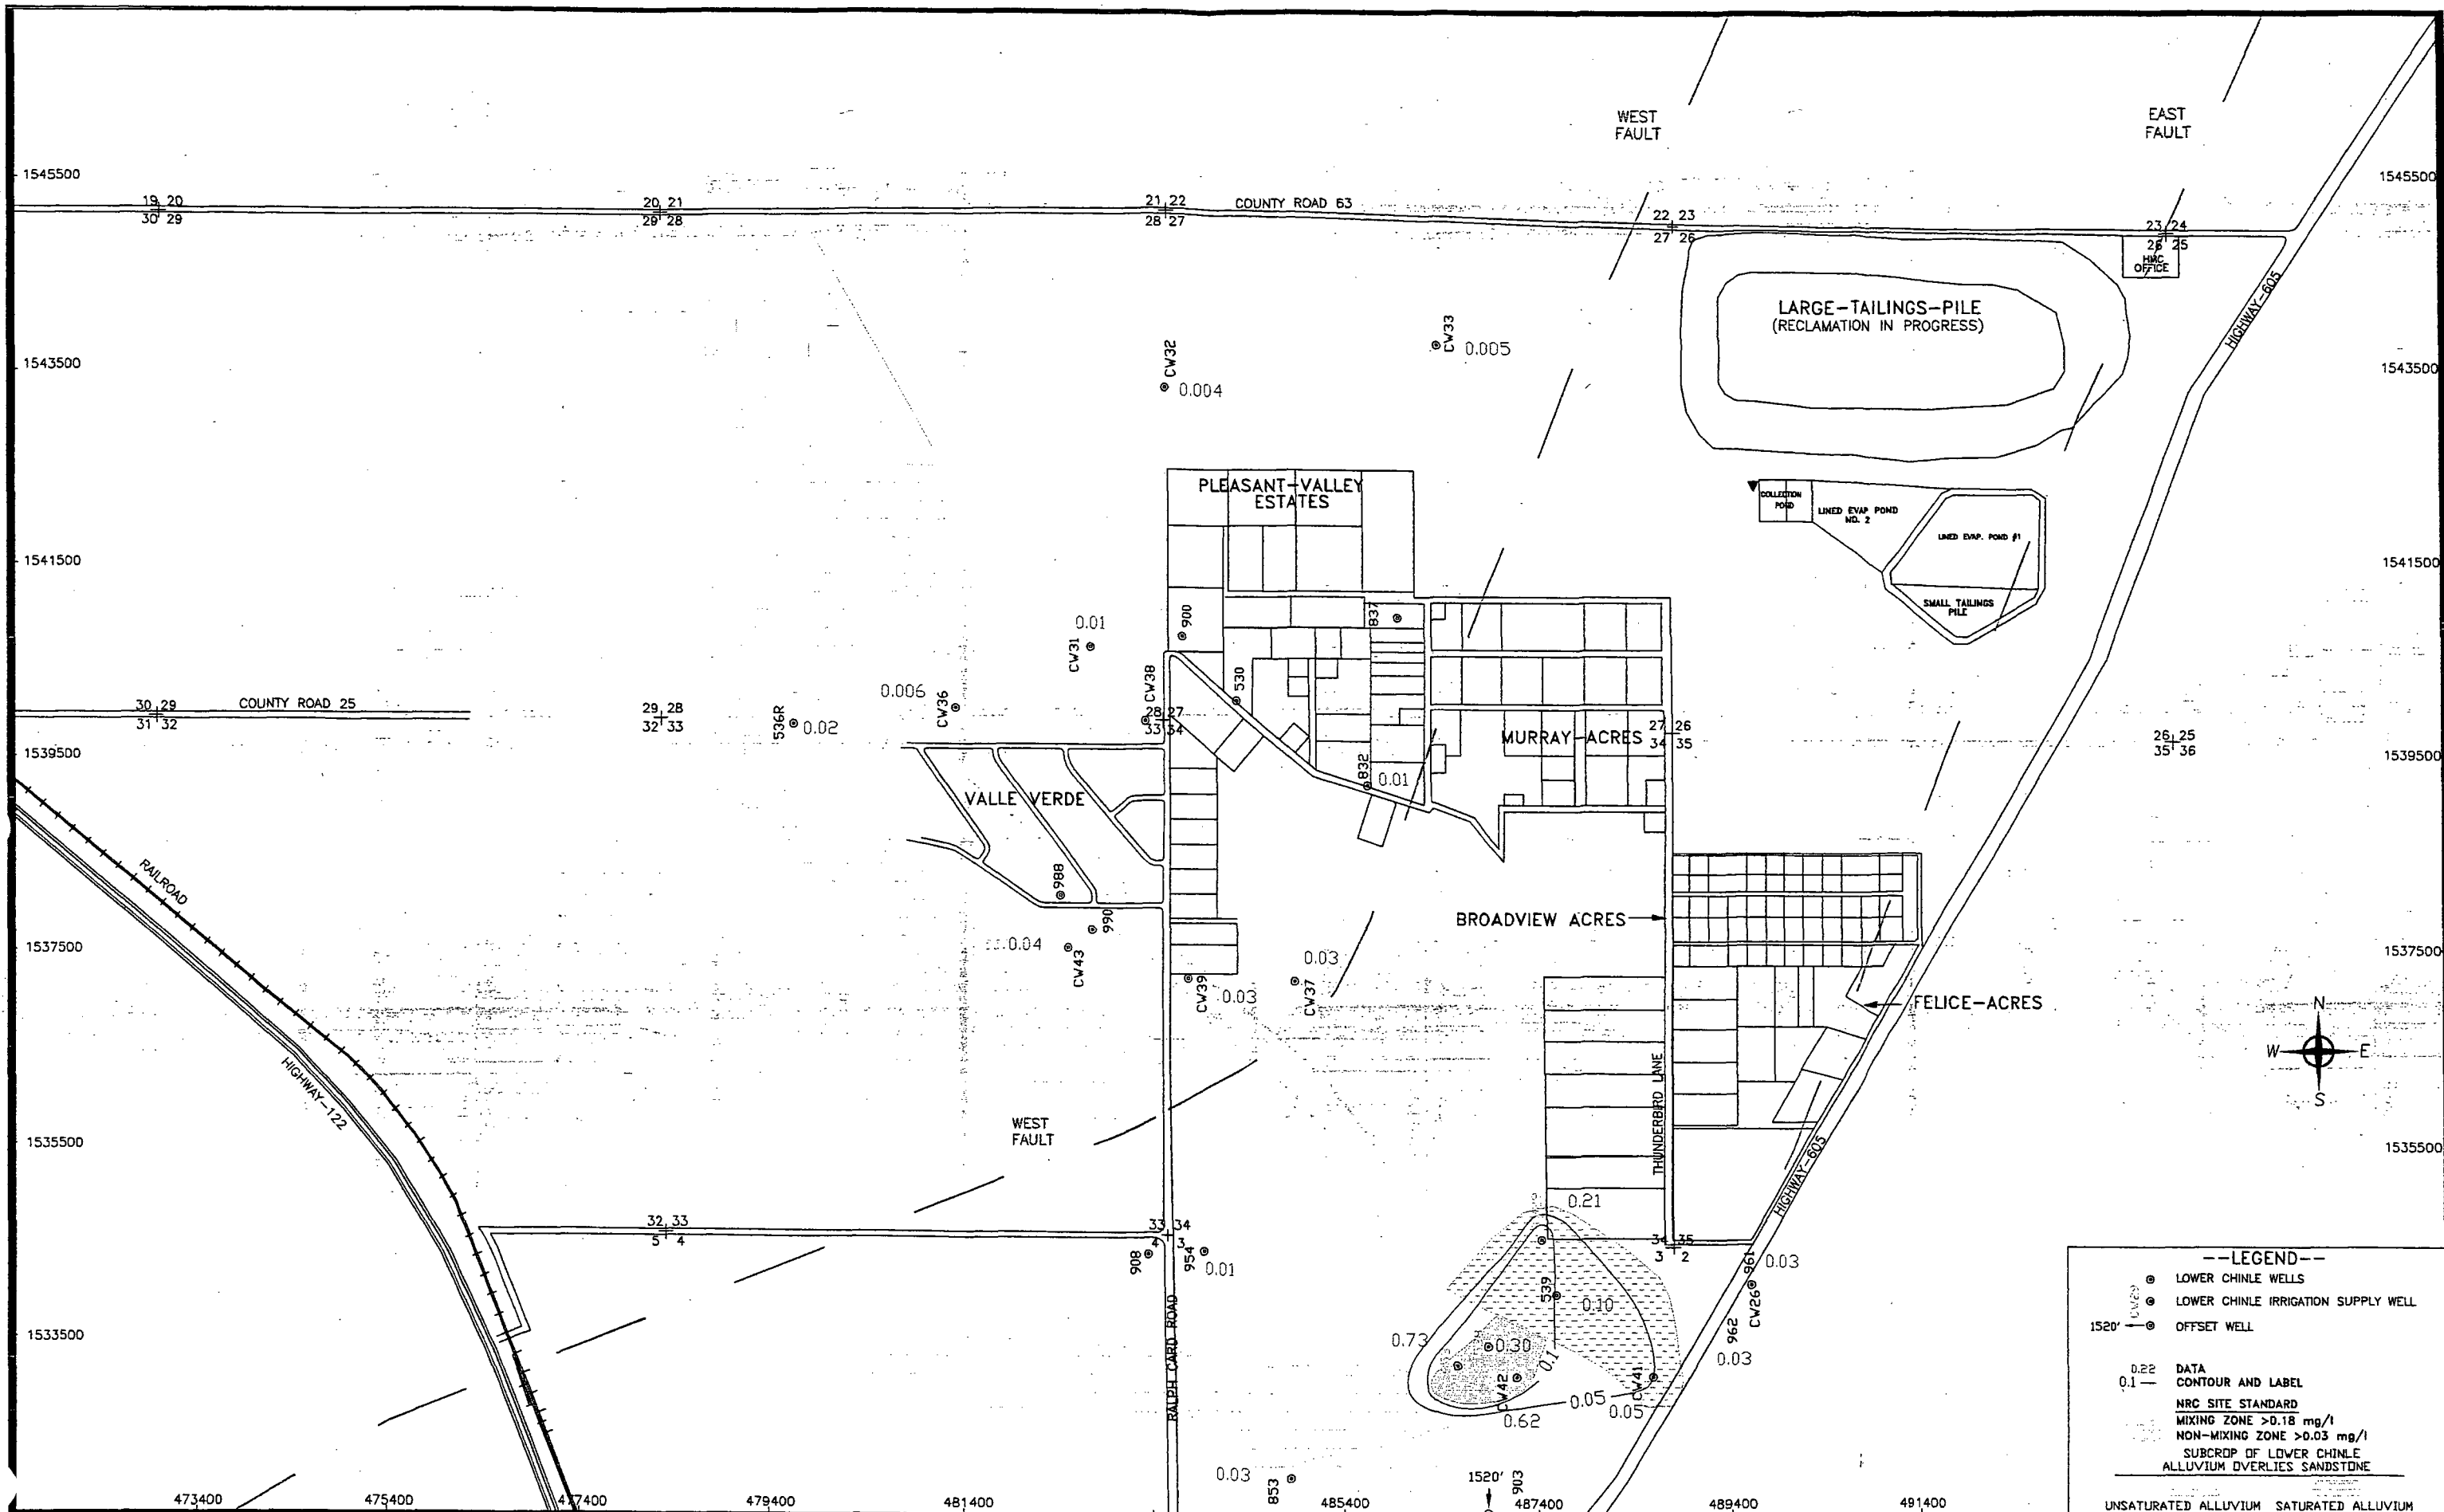 WEST
FAULT
EAST
FAULT
1545500
1545500
19 20
30 29
20 21
29 28
21 22
28 27
COUNTY ROAD 63
22 23
27 26
23 24
26 25
HMC
OFFICE
LARGE-TAILINGS-PILE
(RECLAMATION IN PROGRESS)
HIGHWAY-605
CW33
0.005
CW32
0.004
1543500
1543500
PLEASANT-VALLEY
ESTATES
COLLECTION
POND
LINED EVAP POND
NO. 2
LINED EVAP. POND #1
SMALL TAILINGS
PILE
1541500
1541500
0.01
CW31
900
837
530
CW38
0.006
CW36
30 29
31 32
COUNTY ROAD 25
29 28
32 33
536R
0.02
28 27
33 34
MURRAY-ACRES
27 26
34 35
26 25
35 36
1539500
1539500
832
0.01
VALLE VERDE
RAILROAD
988
990
BROADVIEW ACRES
1537500
1537500
0.04
CW43
0.03
CW39
0.03
CW37
FELICE-ACRES
N
W
E
S
HIGHWAY-122
THUNDERBIRD LANE
WEST
FAULT
1535500
1535500
HIGHWAY-605
0.21
32 33
5 4
33 34
4 3
34 35
3 2
908
954
0.01
961
0.03
CW26
539
0.10
962
0.03
1533500
0.73
0.30
0.1
RALPH CARD ROAD
CW42
CW41
0.05
0.05
0.62
0.03
853
1520'
903
--LEGEND--
LOWER CHINLE WELLS
CW29
LOWER CHINLE IRRIGATION SUPPLY WELL
1520'
OFFSET WELL
0.22
DATA
0.1
CONTOUR AND LABEL
NRC SITE STANDARD
MIXING ZONE >0.18 mg/l
NON-MIXING ZONE >0.03 mg/l
SUBCROP OF LOWER CHINLE
ALLUVIUM OVERLIES SANDSTONE
UNSATURATED ALLUVIUM SATURATED ALLUVIUM
473400
475400
477400
479400
481400
485400
487400
489400
491400